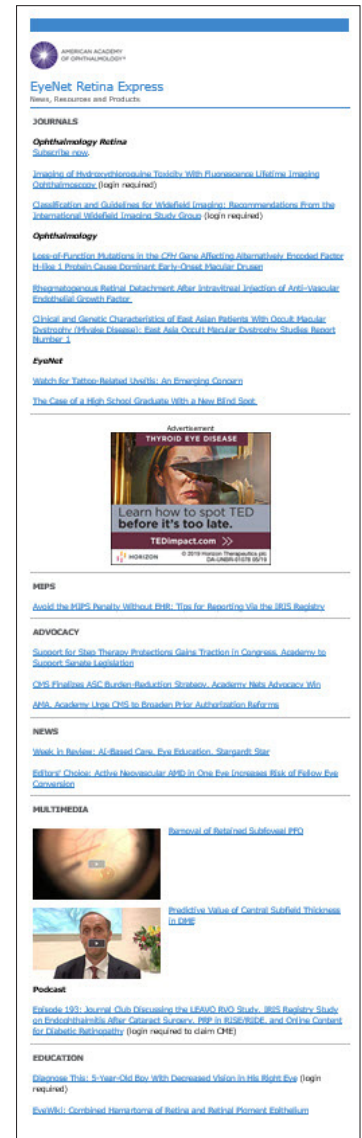 AMERICAN ACADEMY
OF OPHTHALMOLOGY®
EyeNet Retina Express
News, Resources and Products
JOURNALS
Ophthalmology Retina
Subscribe now.
Imaging of Hydroxychloroquine Toxicity With Fluorescence Lifetime Imaging
Ophthalmoscopy (login required)
Classification and Guidelines for Widefield Imaging: Recommendations From the
International Widefield Imaging Study Group (login required)
Ophthalmology
Loss-of-Function Mutations in the CFH Gene Affecting Alternatively Encoded Factor
H-like 1 Protein Cause Dominant Early-Onset Macular Drusen
Rhegmatogenous Retinal Detachment After Intravitreal Injection of Anti-Vascular
Endothelial Growth Factor
Clinical and Genetic Characteristics of East Asian Patients With Occult Macular
Dystrophy (Miyake Disease): East Asia Occult Macular Dystrophy Studies Report
Number 1
EyeNet
Watch for Tattoo-Related Uveitis: An Emerging Concern
The Case of a High School Graduate With a New Blind Spot
Advertisement
THYROID EYE DISEASE
Learn how to spot TED
before it's too late.
TEDimpact.com >>
HORIZON
© 2019 Horizon Therapeutics plc
DA-UNBR-01078 05/19
MIPS
Avoid the MIPS Penalty Without EHR: Tips for Reporting Via the IRIS Registry
ADVOCACY
Support for Step Therapy Protections Gains Traction in Congress, Academy to
Support Senate Legislation
CMS Finalizes ASC Burden-Reduction Strategy, Academy Nets Advocacy Win
AMA, Academy Urge CMS to Broaden Prior Authorization Reforms
NEWS
Week in Review: AI-Based Care, Eye Education, Stargardt Star
Editors' Choice: Active Neovascular AMD in One Eye Increases Risk of Fellow Eye
Conversion
MULTIMEDIA
Removal of Retained Subfoveal PFO
Predictive Value of Central Subfield Thickness
in DME
Podcast
Episode 193: Journal Club Discussing the LEAVO RVO Study, IRIS Registry Study
on Endophthalmitis After Cataract Surgery, PRP in RISE/RIDE, and Online Content
for Diabetic Retinopathy (login required to claim CME)
EDUCATION
Diagnose This: 5-Year-Old Boy With Decreased Vision in His Right Eye (login
required)
EyeWiki: Combined Hamartoma of Retina and Retinal Pigment Epithelium